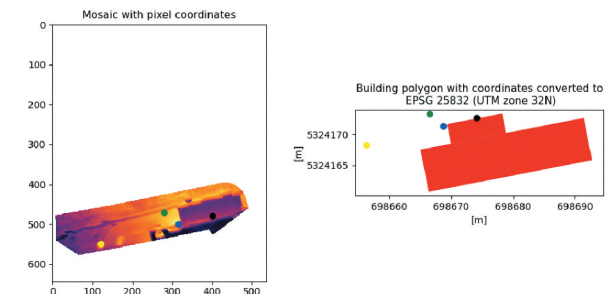 Mosaic with pixel coordinates
0
100
200
300
400
500
600
0 100 200 300 400 500
Building polygon with coordinates converted to
EPSG 25832 (UTM zone 32N)
[m]
5324170
5324165
698660 698670 698680 698690
[m]